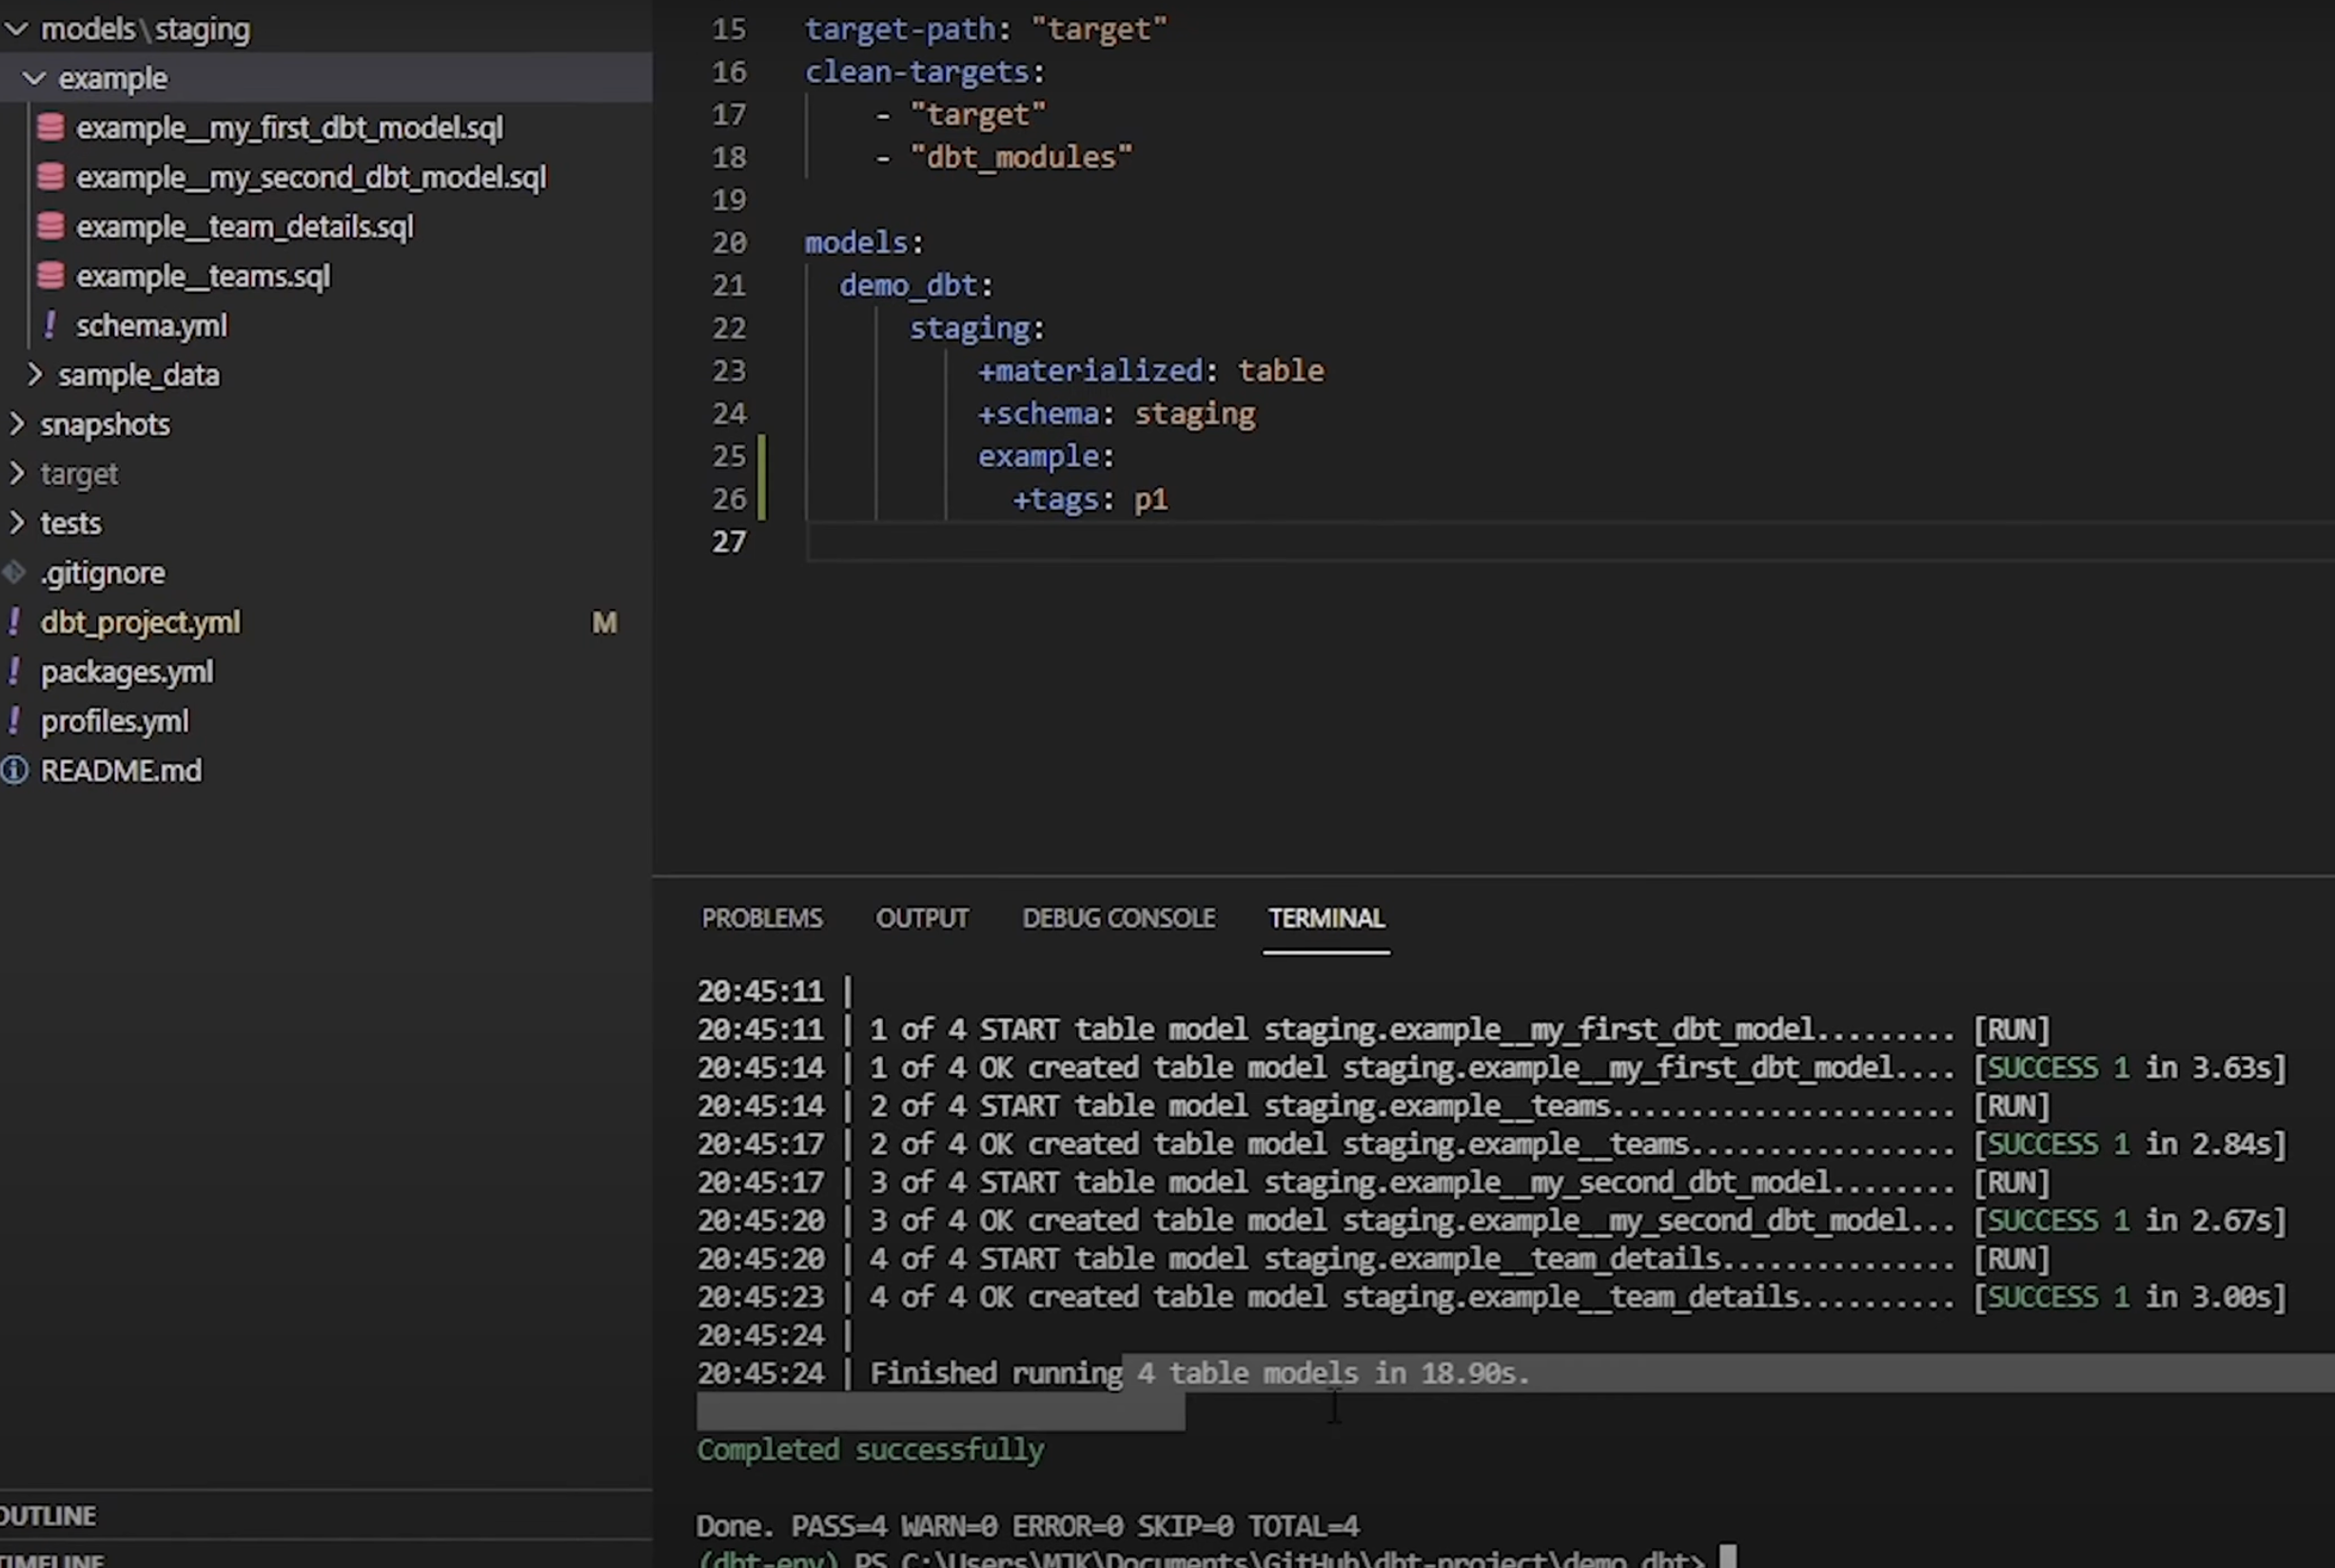 models\staging
example
example__my_first_dbt_model.sql
example__my_second_dbt_model.sql
example__team_details.sql
example__teams.sql
! schema.yml
sample_data
snapshots
target
tests
.gitignore
! dbt_project.yml M
! packages.yml
! profiles.yml
README.md
OUTLINE
TIMELINE
15 target-path: "target"
16 clean-targets:
17 - "target"
18 - "dbt_modules"
19
20 models:
21 demo_dbt:
22 staging:
23 +materialized: table
24 +schema: staging
25 example:
26 +tags: p1
27
PROBLEMS OUTPUT DEBUG CONSOLE TERMINAL
20:45:11 |
20:45:11 | 1 of 4 START table model staging.example__my_first_dbt_model......... [RUN]
20:45:14 | 1 of 4 OK created table model staging.example__my_first_dbt_model.... [SUCCESS 1 in 3.63s]
20:45:14 | 2 of 4 START table model staging.example__teams...................... [RUN]
20:45:17 | 2 of 4 OK created table model staging.example__teams................. [SUCCESS 1 in 2.84s]
20:45:17 | 3 of 4 START table model staging.example__my_second_dbt_model........ [RUN]
20:45:20 | 3 of 4 OK created table model staging.example__my_second_dbt_model... [SUCCESS 1 in 2.67s]
20:45:20 | 4 of 4 START table model staging.example__team_details............... [RUN]
20:45:23 | 4 of 4 OK created table model staging.example__team_details.......... [SUCCESS 1 in 3.00s]
20:45:24 |
20:45:24 | Finished running 4 table models in 18.90s.
Completed successfully
Done. PASS=4 WARN=0 ERROR=0 SKIP=0 TOTAL=4
(dbt-env) PS C:\Users\MJK\Documents\GitHub\dbt-project\demo_dbt>